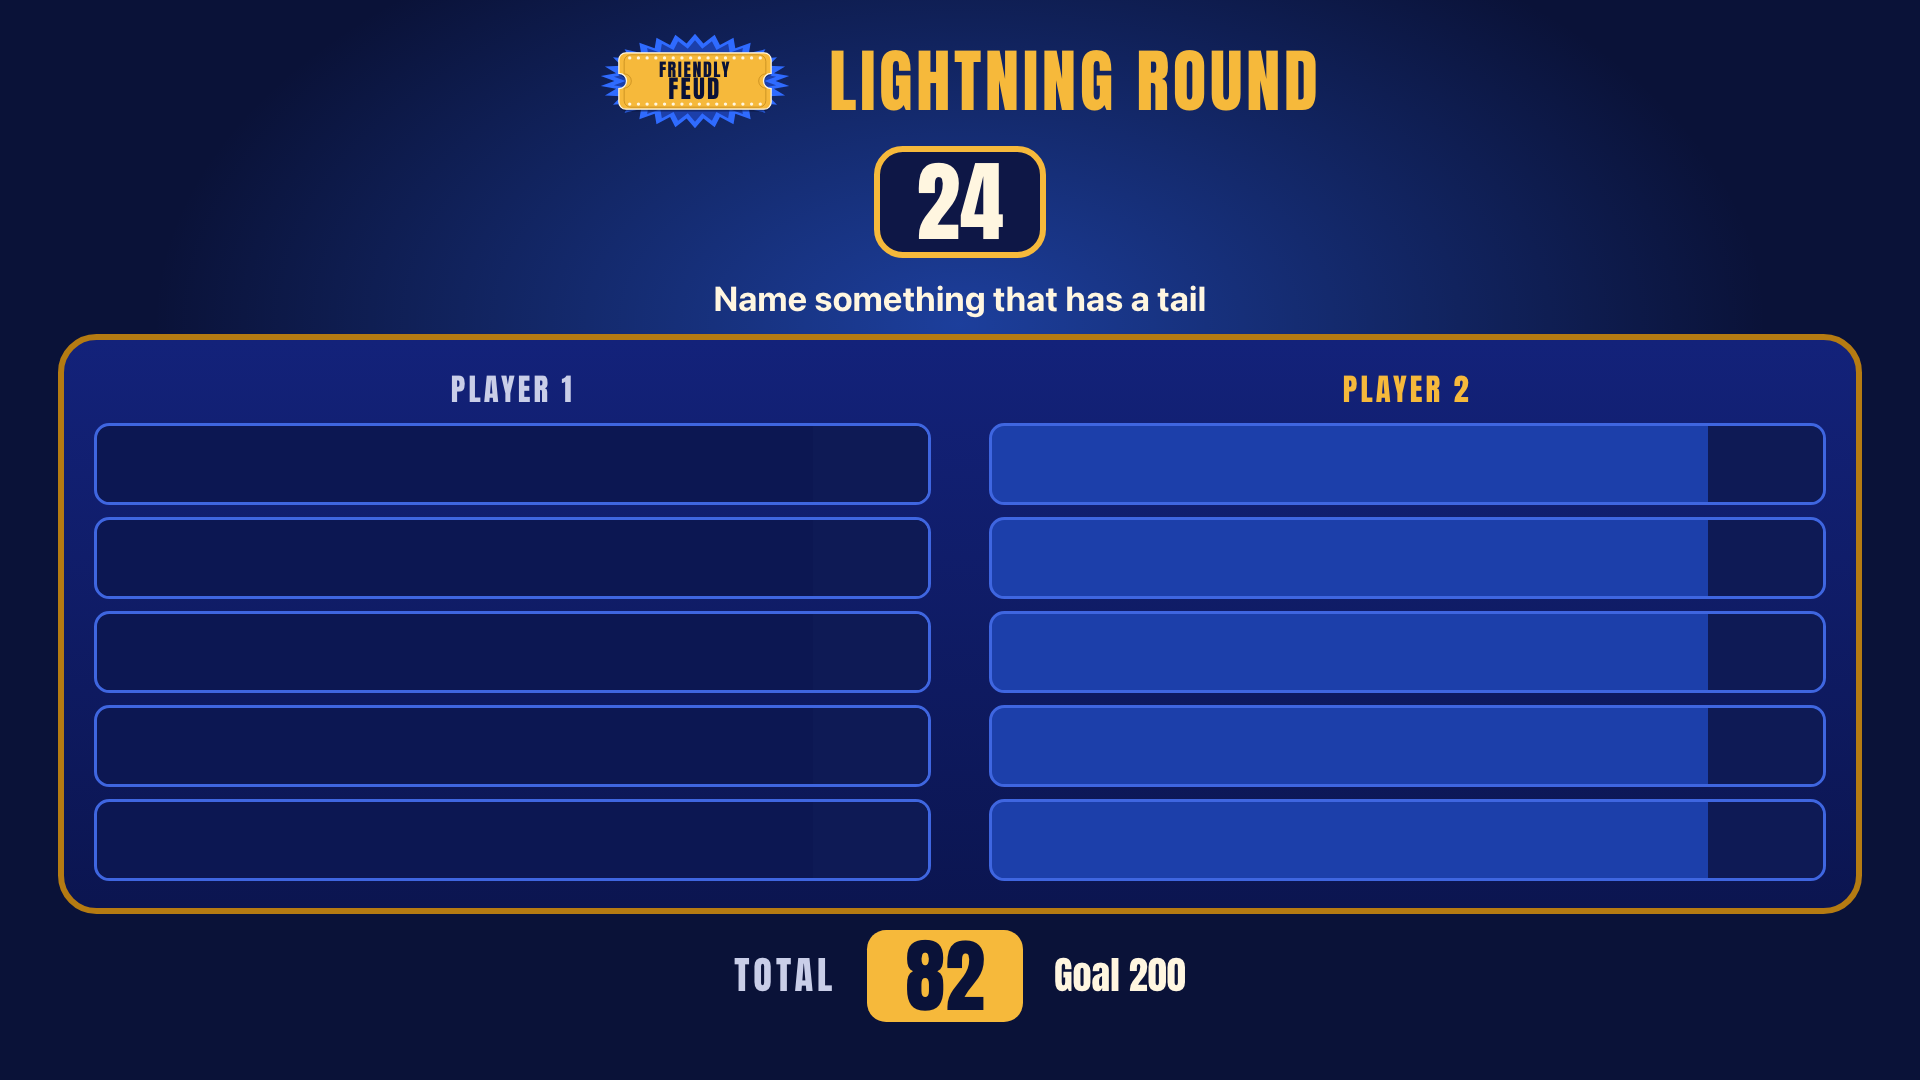 FRIENDLY
FEUD
LIGHTNING ROUND
24
Name something that has a tail
PLAYER 1
PLAYER 2
TOTAL
82
Goal 200